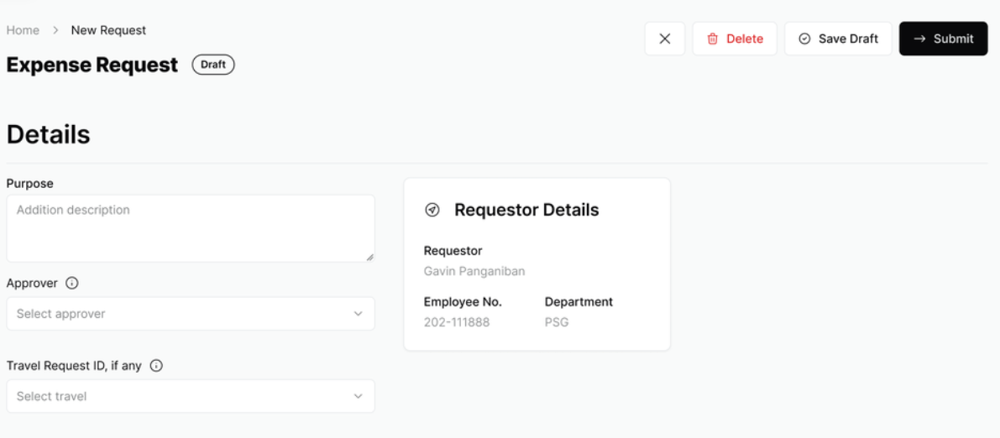 Home > New Request
Delete
Save Draft
Submit
Expense Request
Draft
Details
Purpose
Addition description
Approver
Select approver
Travel Request ID, if any
Select travel
Requestor Details
Requestor
Gavin Panganiban
Employee No. Department
202-111888 PSG